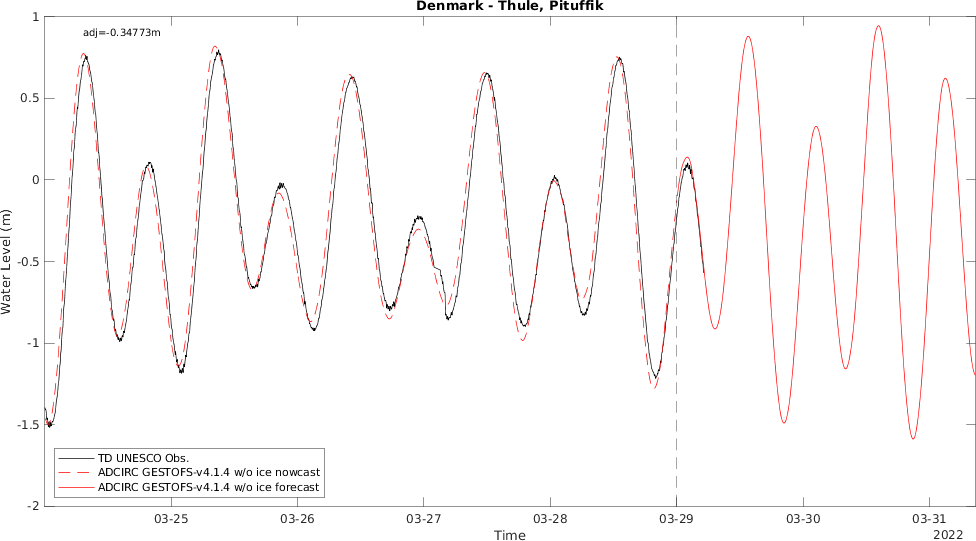 Denmark - Thule, Pituffik
adj=-0.34773m
1
0.5
0
-0.5
-1
-1.5
-2
Water Level (m)
TD UNESCO Obs.
ADCIRC GESTOFS-v4.1.4 w/o ice nowcast
ADCIRC GESTOFS-v4.1.4 w/o ice forecast
03-25
03-26
03-27
03-28
03-29
03-30
03-31
Time
2022